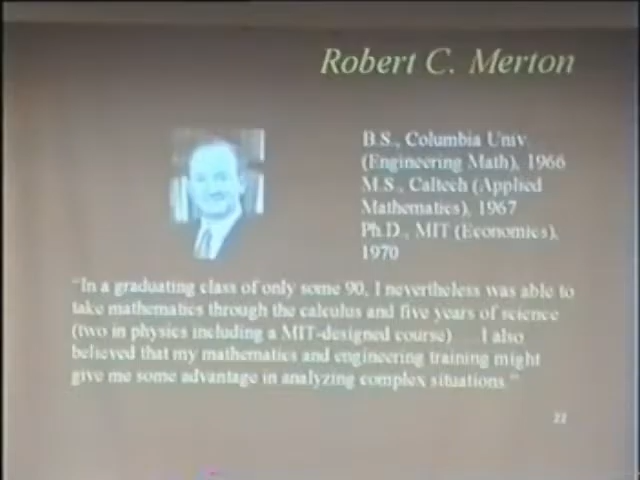 Robert C. Merton
B.S., Columbia Univ
(Engineering Math), 1966
M.S., Caltech (Applied
Mathematics), 1967
Ph.D., MIT (Economics),
1970
"In a graduating class of only some 90, I nevertheless was able to
take mathematics through the calculus and five years of science
(two in physics including a MIT-designed course) ... I also
believed that my mathematics and engineering training might
give me some advantage in analyzing complex situations."